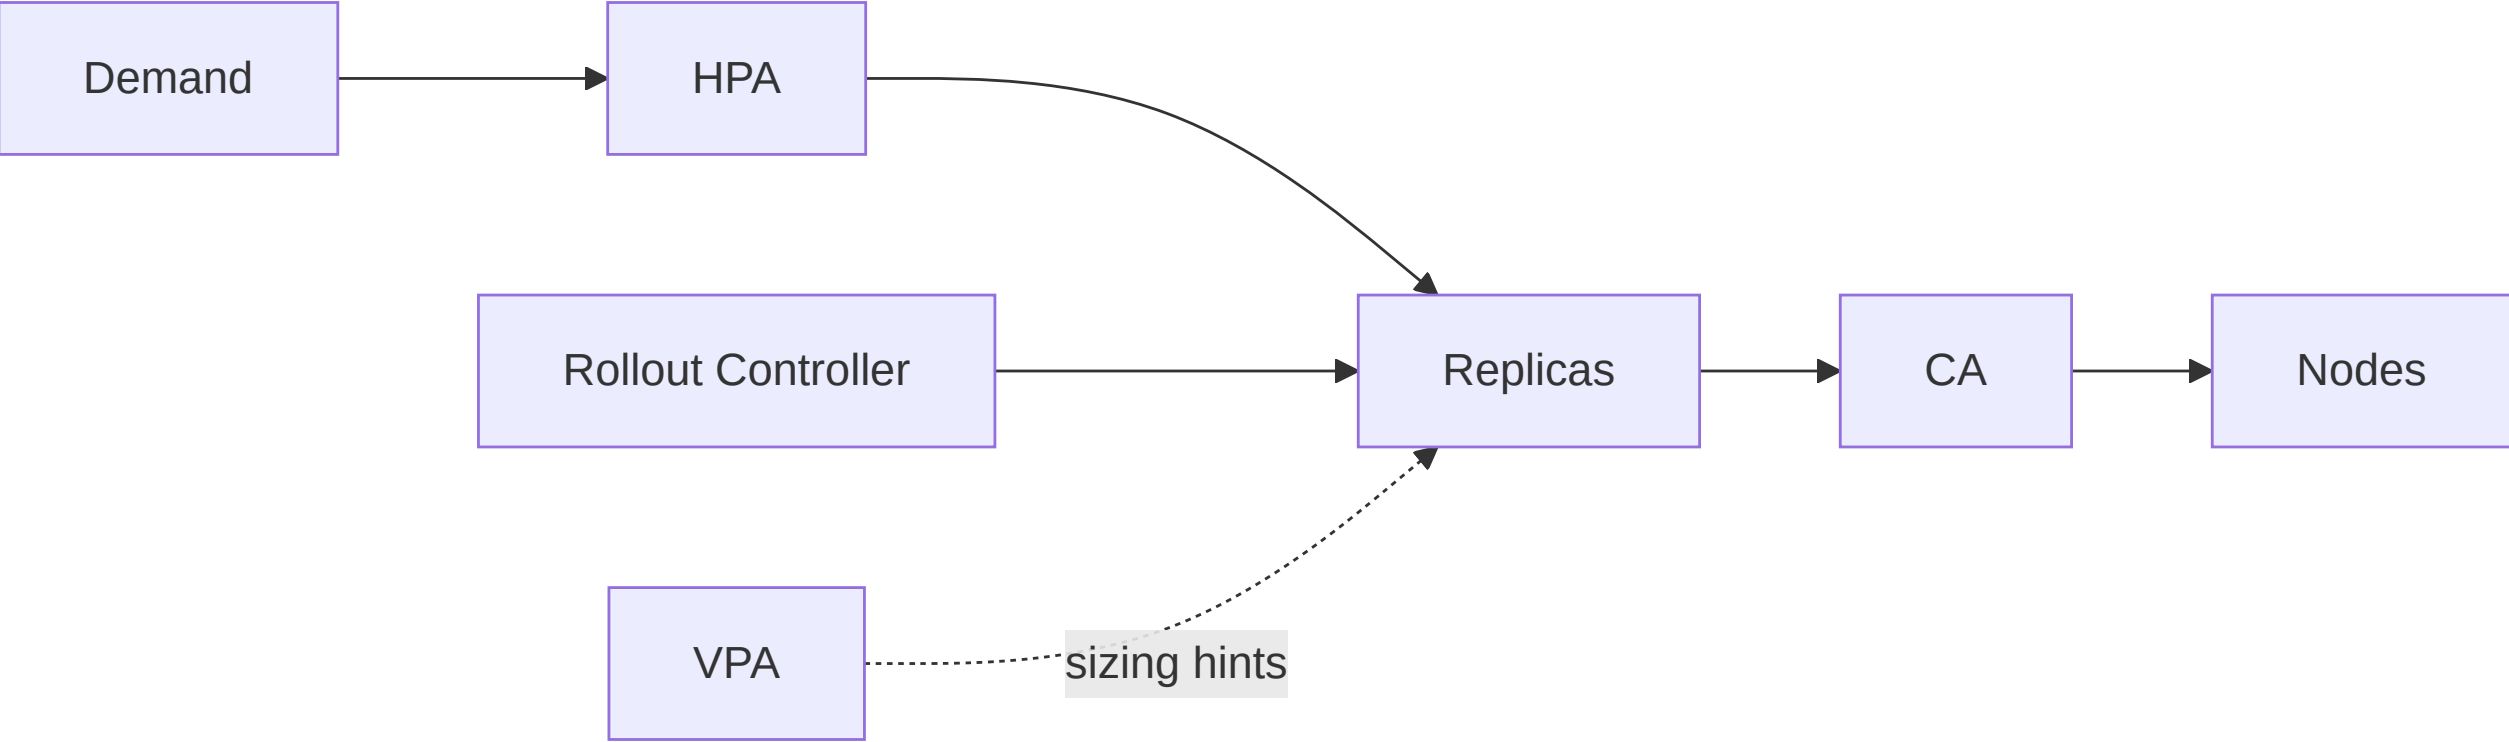 Demand
HPA
Rollout Controller
Replicas
CA
Nodes
VPA
sizing hints